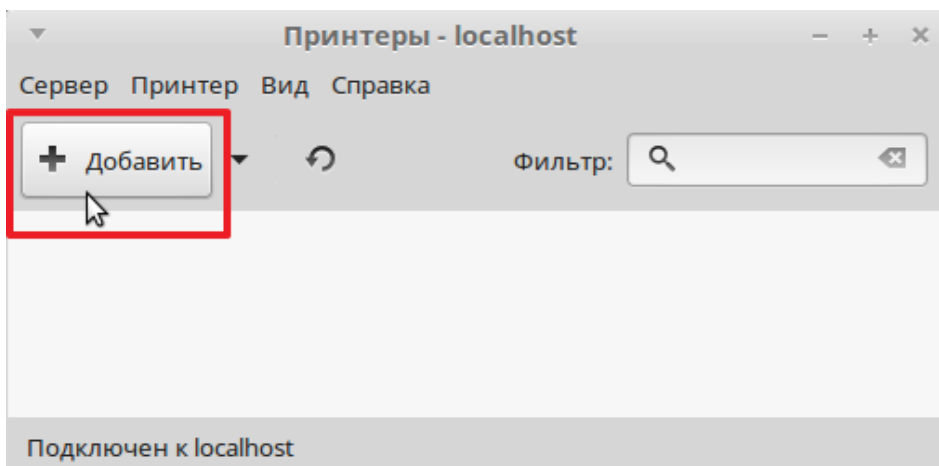 Принтеры - localhost
Сервер Принтер Вид Справка
Добавить Фильтр:
Подключен к localhost